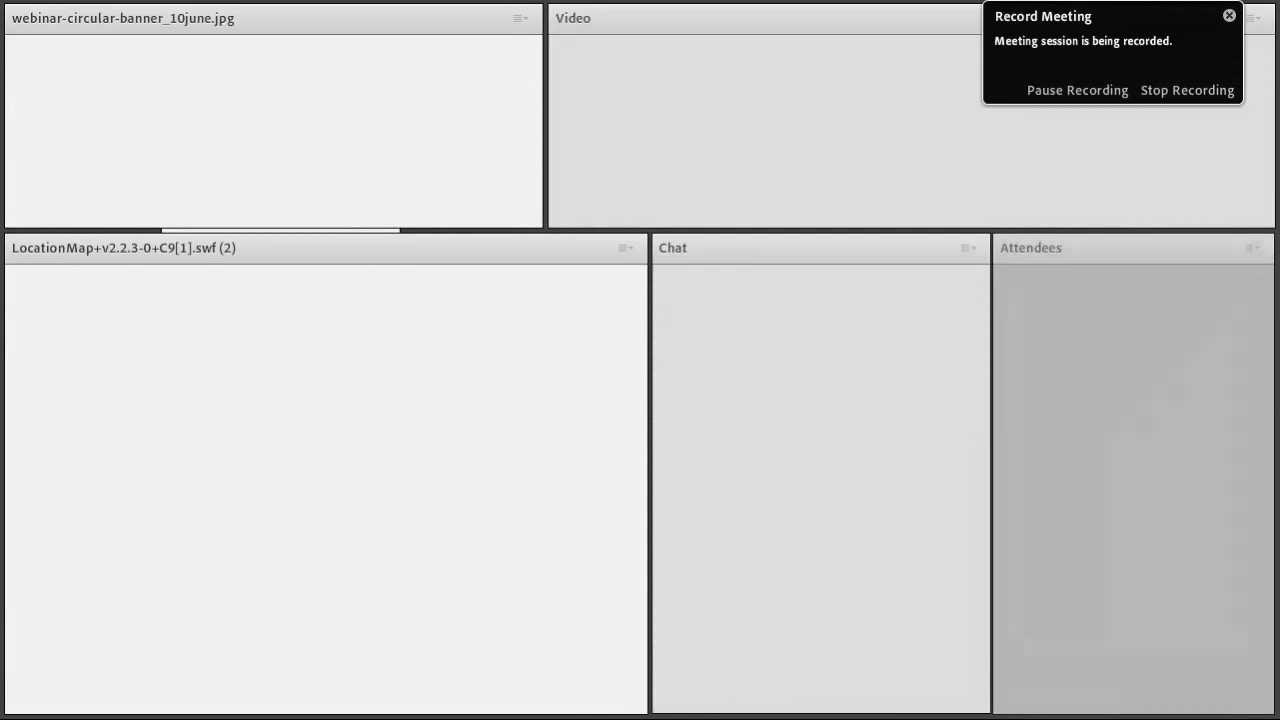 webinar-circular-banner_10june.jpg
Video
Record Meeting
Meeting session is being recorded.
Pause Recording Stop Recording
LocationMap+v2.2.3-0+C9[1].swf (2)
Chat
Attendees